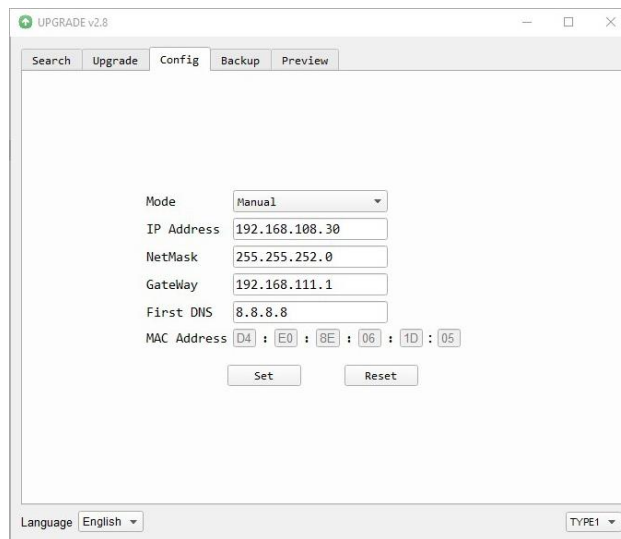 UPGRADE v2.8
Search Upgrade Config Backup Preview
Mode Manual
IP Address 192.168.108.30
NetMask 255.255.252.0
GateWay 192.168.111.1
First DNS 8.8.8.8
MAC Address D4 : E0 : 8E : 06 : 1D : 05
Set Reset
Language English TYPE1